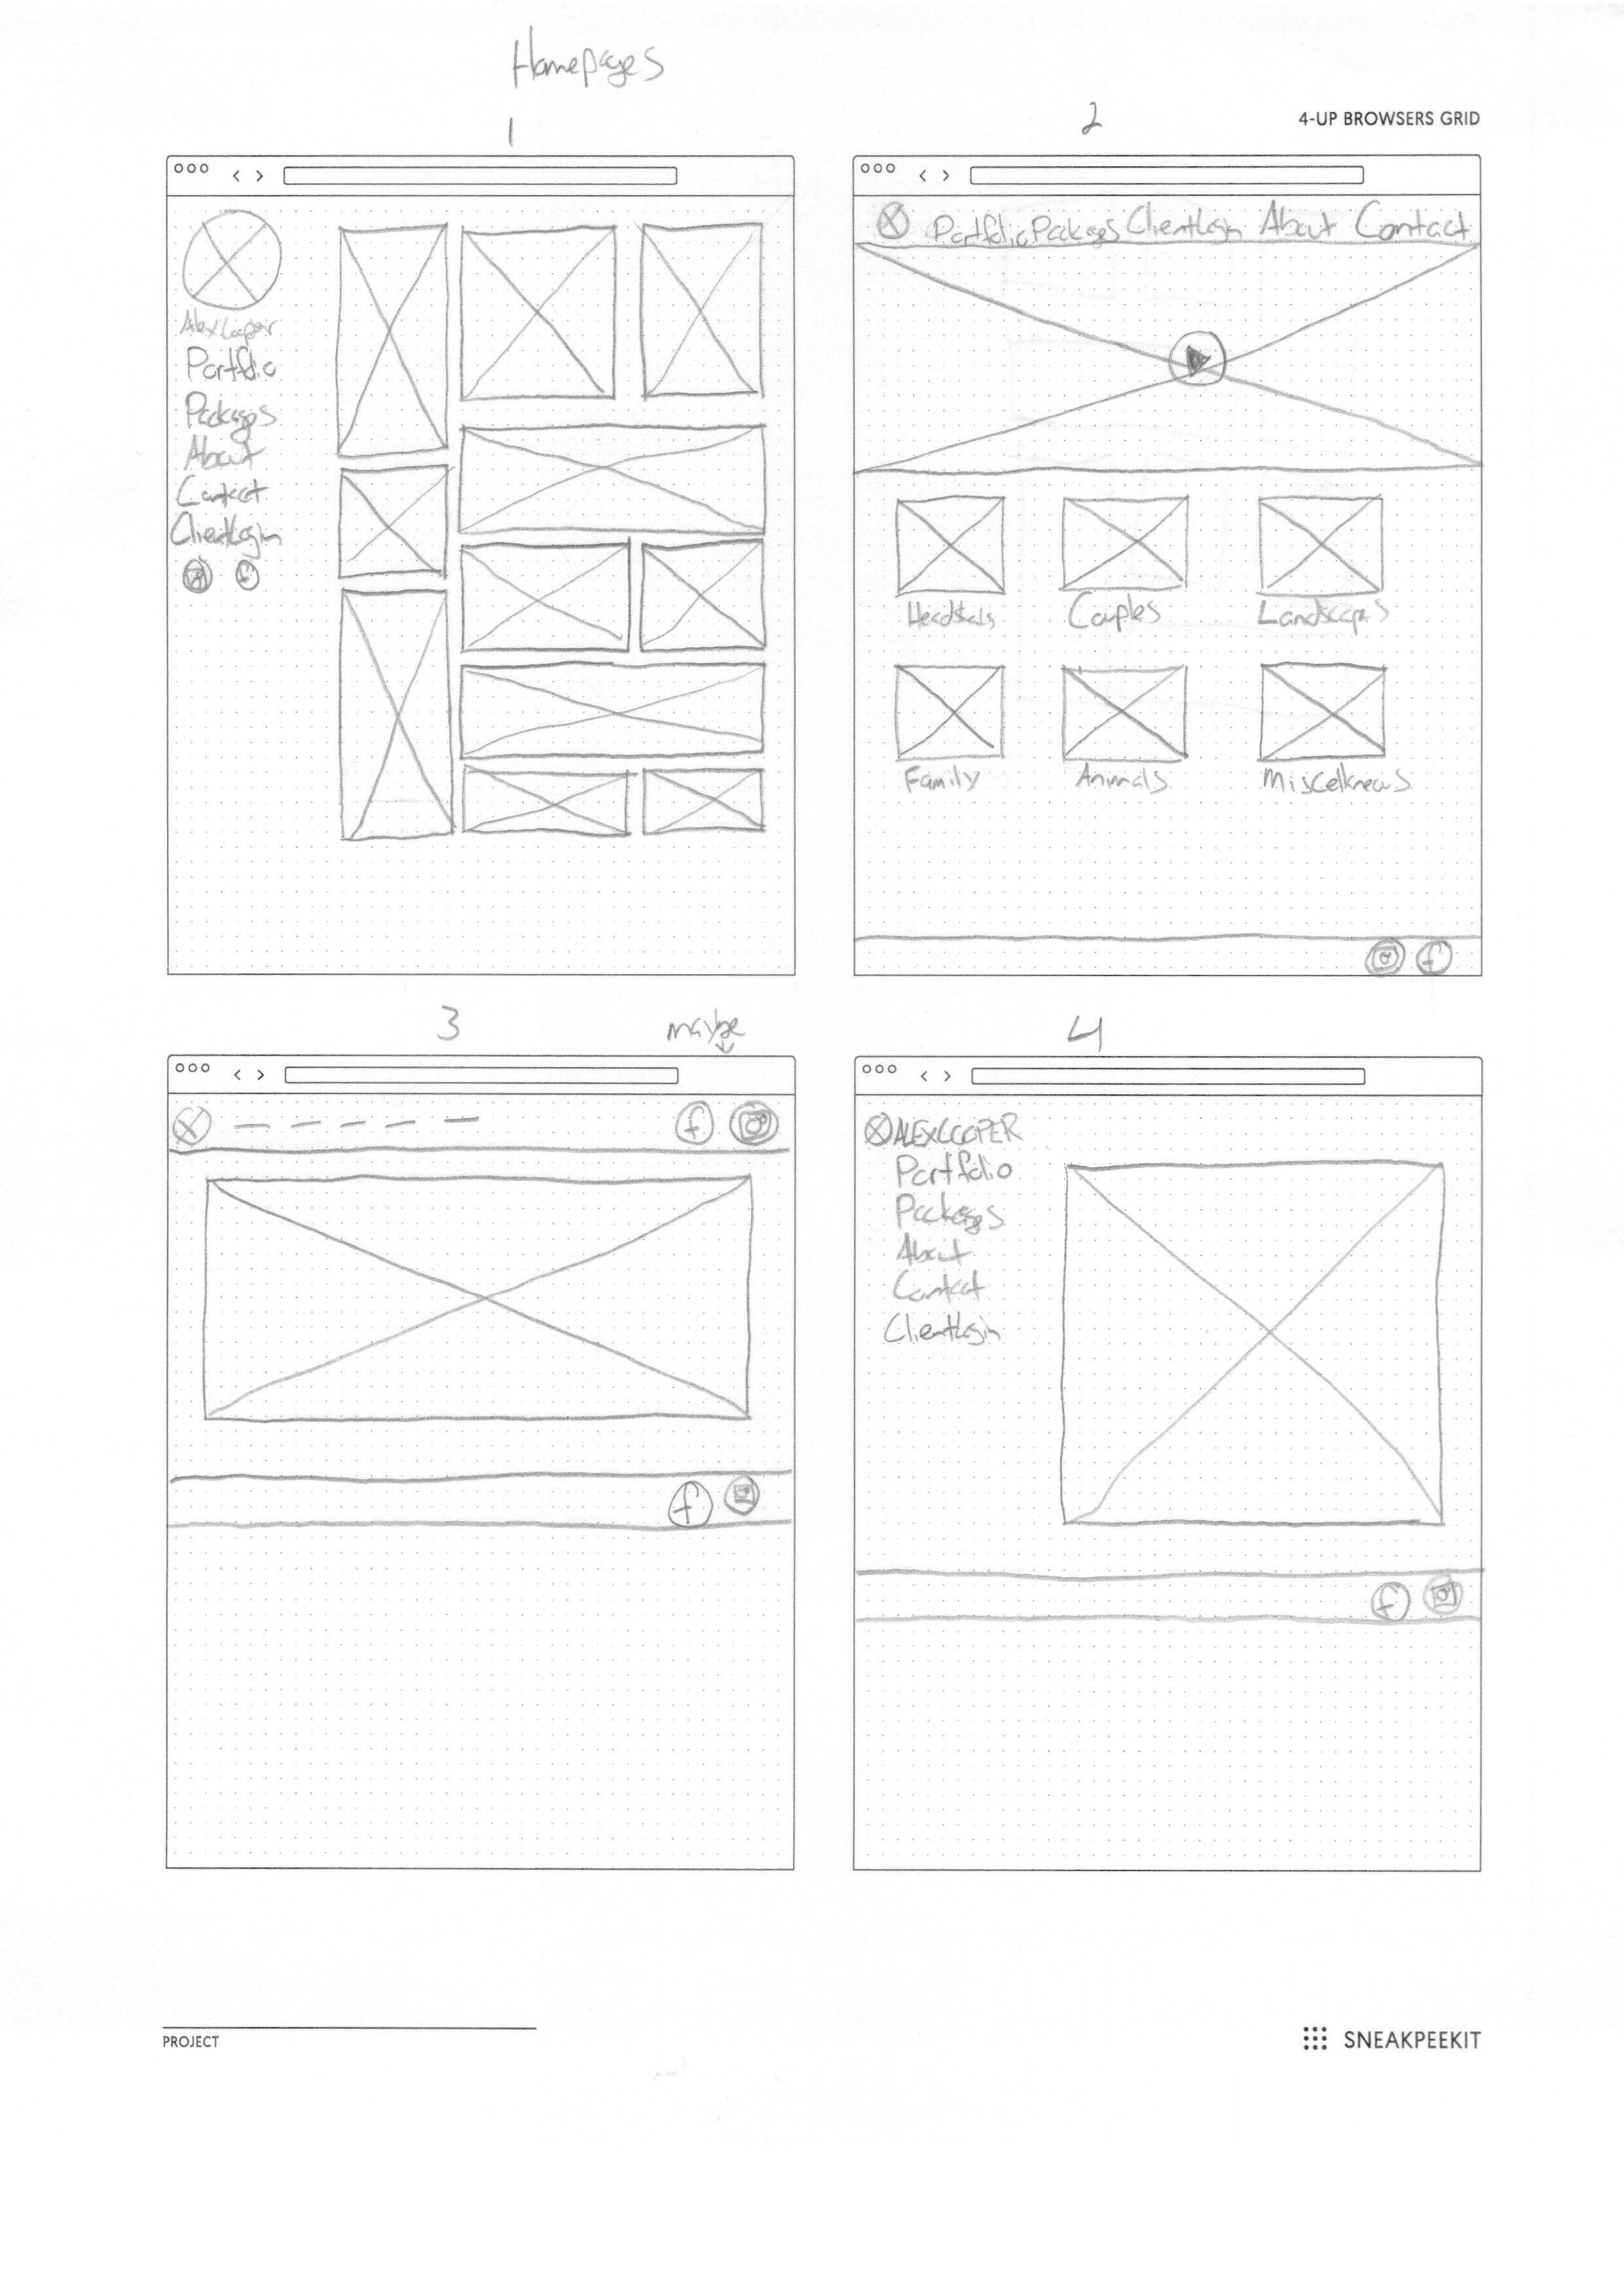 Homepages
1
2
4-UP BROWSERS GRID
Alex Cooper
Portfolio
Packages
About
Contact
Client Login
f
Portfolio Packages Client Login About Contact
Headshots Couples Landscapes
Family Animals Miscellaneous
f
3
maybe
f
f
4
ALEX COOPER
Portfolio
Packages
About
Contact
Client Login
f
PROJECT
SNEAKPEEKIT